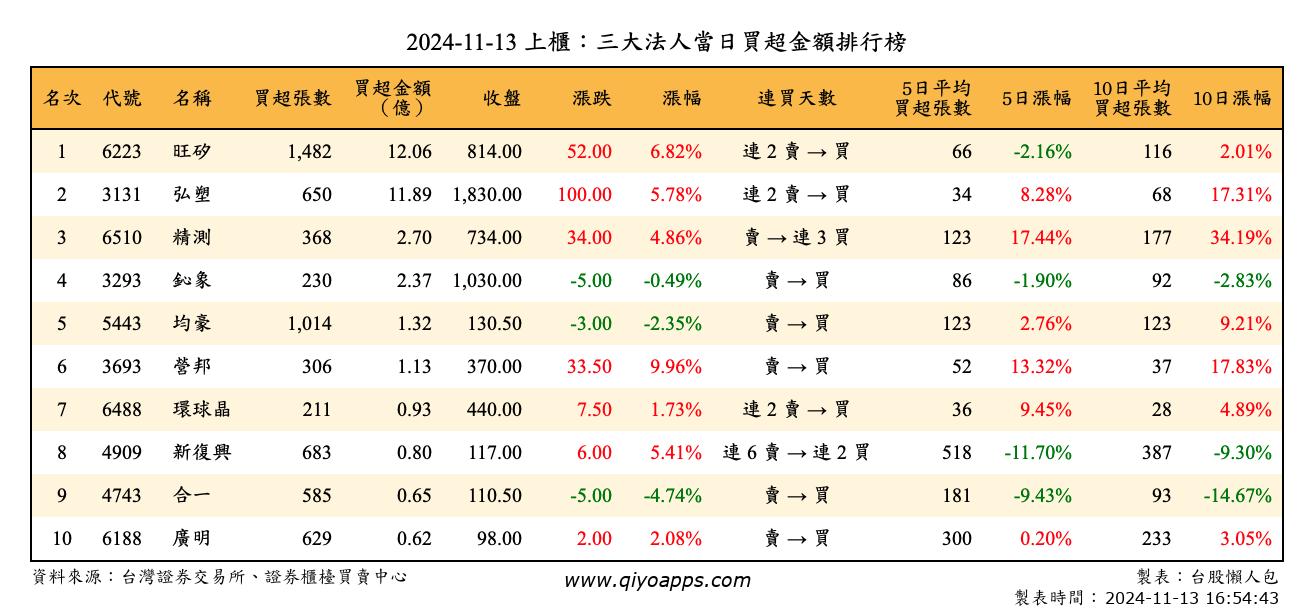 2024-11-13 上櫃：三大法人當日買超金額排行榜
名次 代號 名稱 買超張數 買超金額（億） 收盤 漲跌 漲幅 連買天數 5日平均買超張數 5日漲幅 10日平均買超張數 10日漲幅
1 6223 旺矽 1,482 12.06 814.00 52.00 6.82% 連 2 賣 → 買 66 -2.16% 116 2.01%
2 3131 弘塑 650 11.89 1,830.00 100.00 5.78% 連 2 賣 → 買 34 8.28% 68 17.31%
3 6510 精測 368 2.70 734.00 34.00 4.86% 賣 → 連 3 買 123 17.44% 177 34.19%
4 3293 鈊象 230 2.37 1,030.00 -5.00 -0.49% 賣 → 買 86 -1.90% 92 -2.83%
5 5443 均豪 1,014 1.32 130.50 -3.00 -2.35% 賣 → 買 123 2.76% 123 9.21%
6 3693 營邦 306 1.13 370.00 33.50 9.96% 賣 → 買 52 13.32% 37 17.83%
7 6488 環球晶 211 0.93 440.00 7.50 1.73% 連 2 賣 → 買 36 9.45% 28 4.89%
8 4909 新復興 683 0.80 117.00 6.00 5.41% 連 6 賣 → 連 2 買 518 -11.70% 387 -9.30%
9 4743 合一 585 0.65 110.50 -5.00 -4.74% 賣 → 買 181 -9.43% 93 -14.67%
10 6188 廣明 629 0.62 98.00 2.00 2.08% 賣 → 買 300 0.20% 233 3.05%
資料來源：台灣證券交易所、證券櫃檯買賣中心 www.qiyoapps.com 製表：台股懶人包
製表時間：2024-11-13 16:54:43